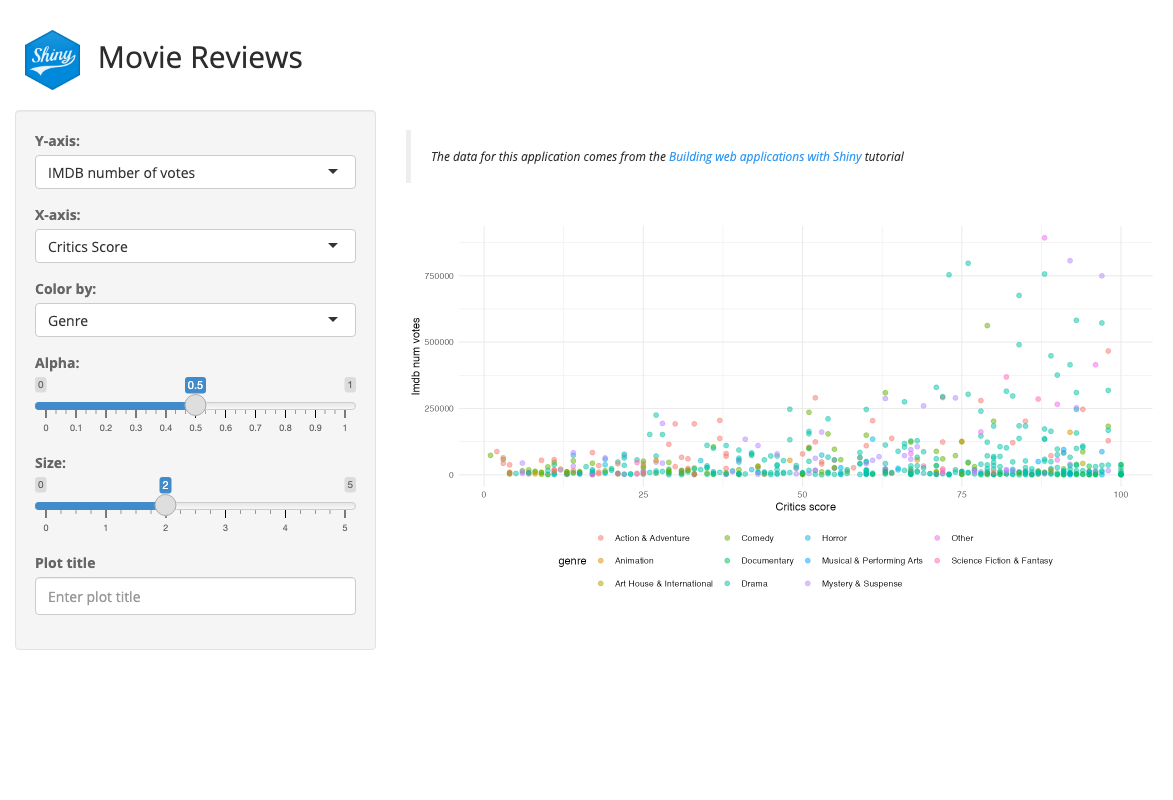 Shiny
Movie Reviews
Y-axis:
IMDB number of votes
X-axis:
Critics Score
Color by:
Genre
Alpha:
0 0.5 1
0 0.1 0.2 0.3 0.4 0.5 0.6 0.7 0.8 0.9 1
Size:
0 2 5
0 1 2 3 4 5
Plot title
Enter plot title
The data for this application comes from the Building web applications with Shiny tutorial
Imdb num votes
750000
500000
250000
0
0 25 50 75 100
Critics score
genre
Action & Adventure Comedy Horror Other
Animation Documentary Musical & Performing Arts Science Fiction & Fantasy
Art House & International Drama Mystery & Suspense